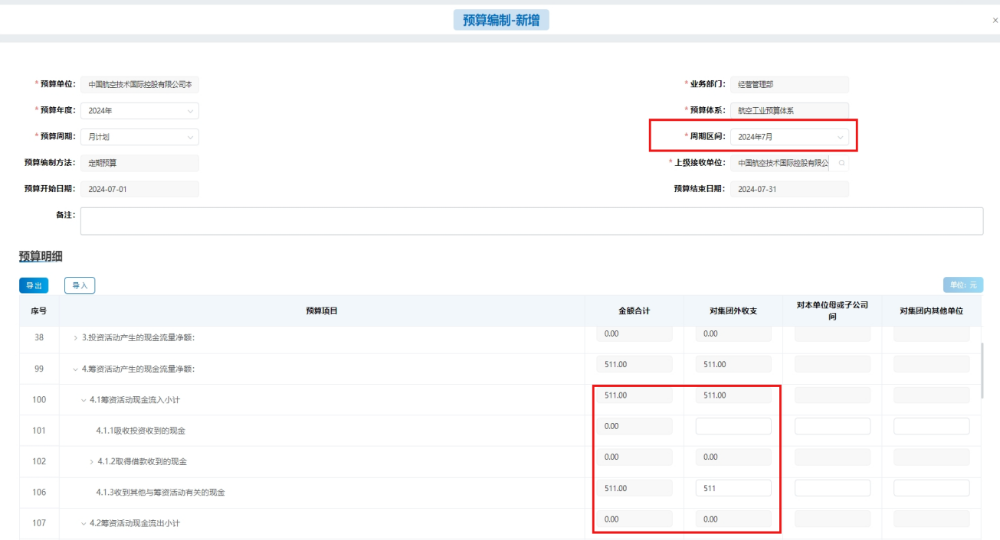 预算编制-新增
×
* 预算单位： 中国航空技术国际控股有限公司本
* 业务部门： 经营管理部
* 预算年度： 2024年
* 预算体系： 航空工业预算体系
* 预算周期： 月计划
* 周期区间： 2024年7月
预算编制方法： 定期预算
* 上级接收单位： 中国航空技术国际控股有限公
预算开始日期： 2024-07-01
预算结束日期： 2024-07-31
备注：
预算明细
导出 导入 单位：元
序号 预算项目 金额合计 对集团外收支 对本单位母或子公司间 对集团内其他单位
38 3.投资活动产生的现金流量净额： 0.00 0.00
99 4.筹资活动产生的现金流量净额： 511.00 511.00
100 4.1筹资活动现金流入小计 511.00 511.00
101 4.1.1吸收投资收到的现金 0.00
102 4.1.2取得借款收到的现金 0.00 0.00
106 4.1.3收到其他与筹资活动有关的现金 511.00 511
107 4.2筹资活动现金流出小计 0.00 0.00